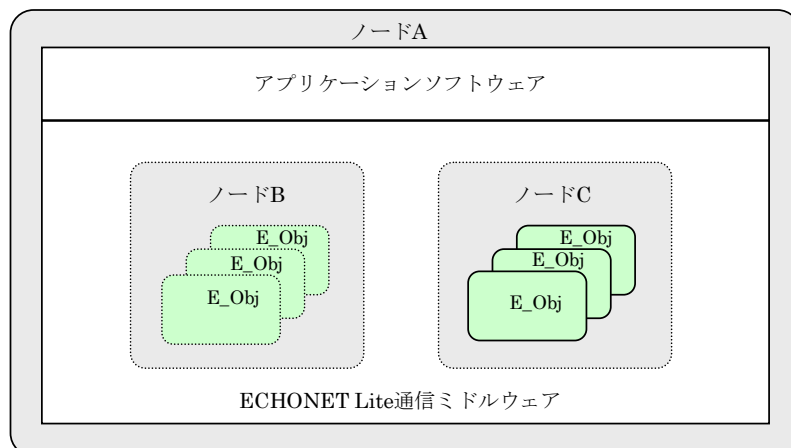 ノードA
アプリケーションソフトウェア
ノードB
E_Obj
E_Obj
E_Obj
ノードC
E_Obj
E_Obj
E_Obj
ECHONET Lite通信ミドルウェア